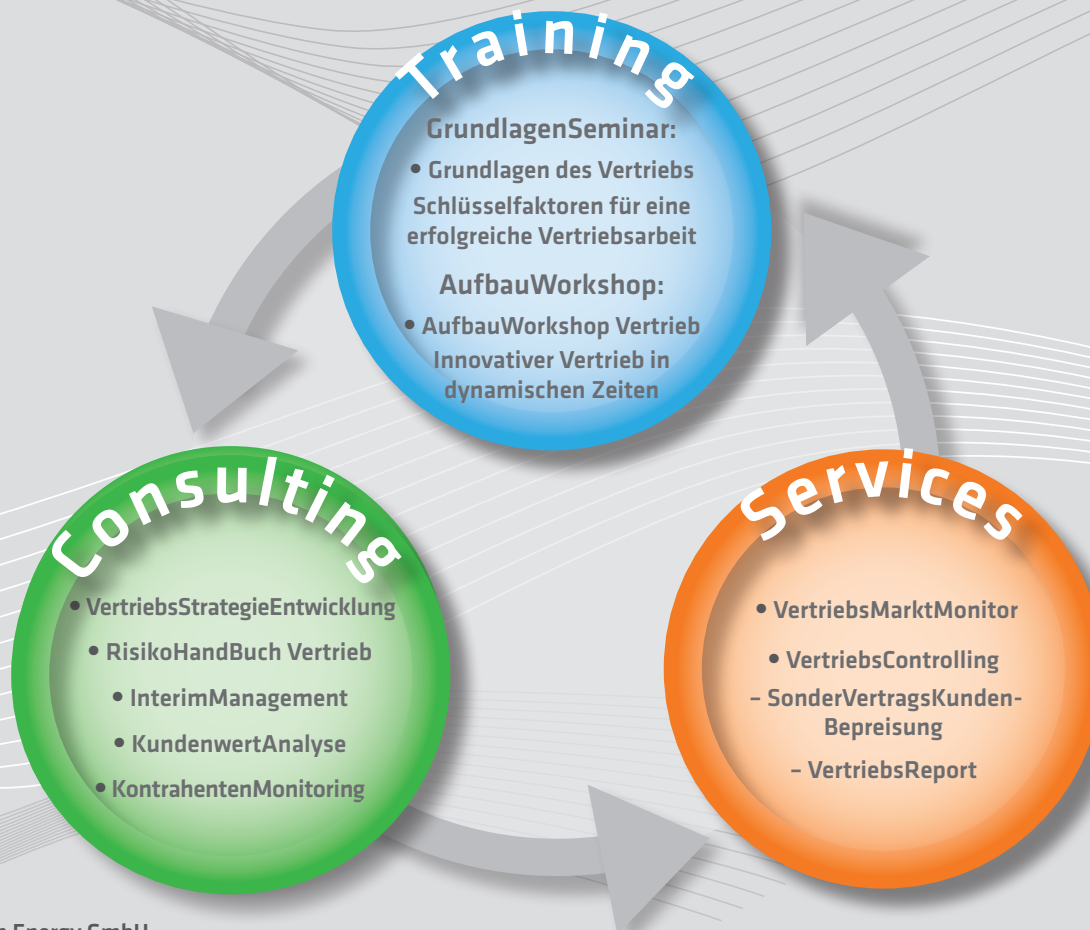 Training
GrundlagenSeminar:
• Grundlagen des Vertriebs
Schlüsselfaktoren für eine
erfolgreiche Vertriebsarbeit
AufbauWorkshop:
• AufbauWorkshop Vertrieb
Innovativer Vertrieb in
dynamischen Zeiten
Consulting
• VertriebsStrategieEntwicklung
• RisikoHandBuch Vertrieb
• InterimManagement
• KundenwertAnalyse
• KontrahentenMonitoring
Services
• VertriebsMarktMonitor
• VertriebsControlling
– SonderVertragsKunden-
Bepreisung
– VertriebsReport
Energy GmbH